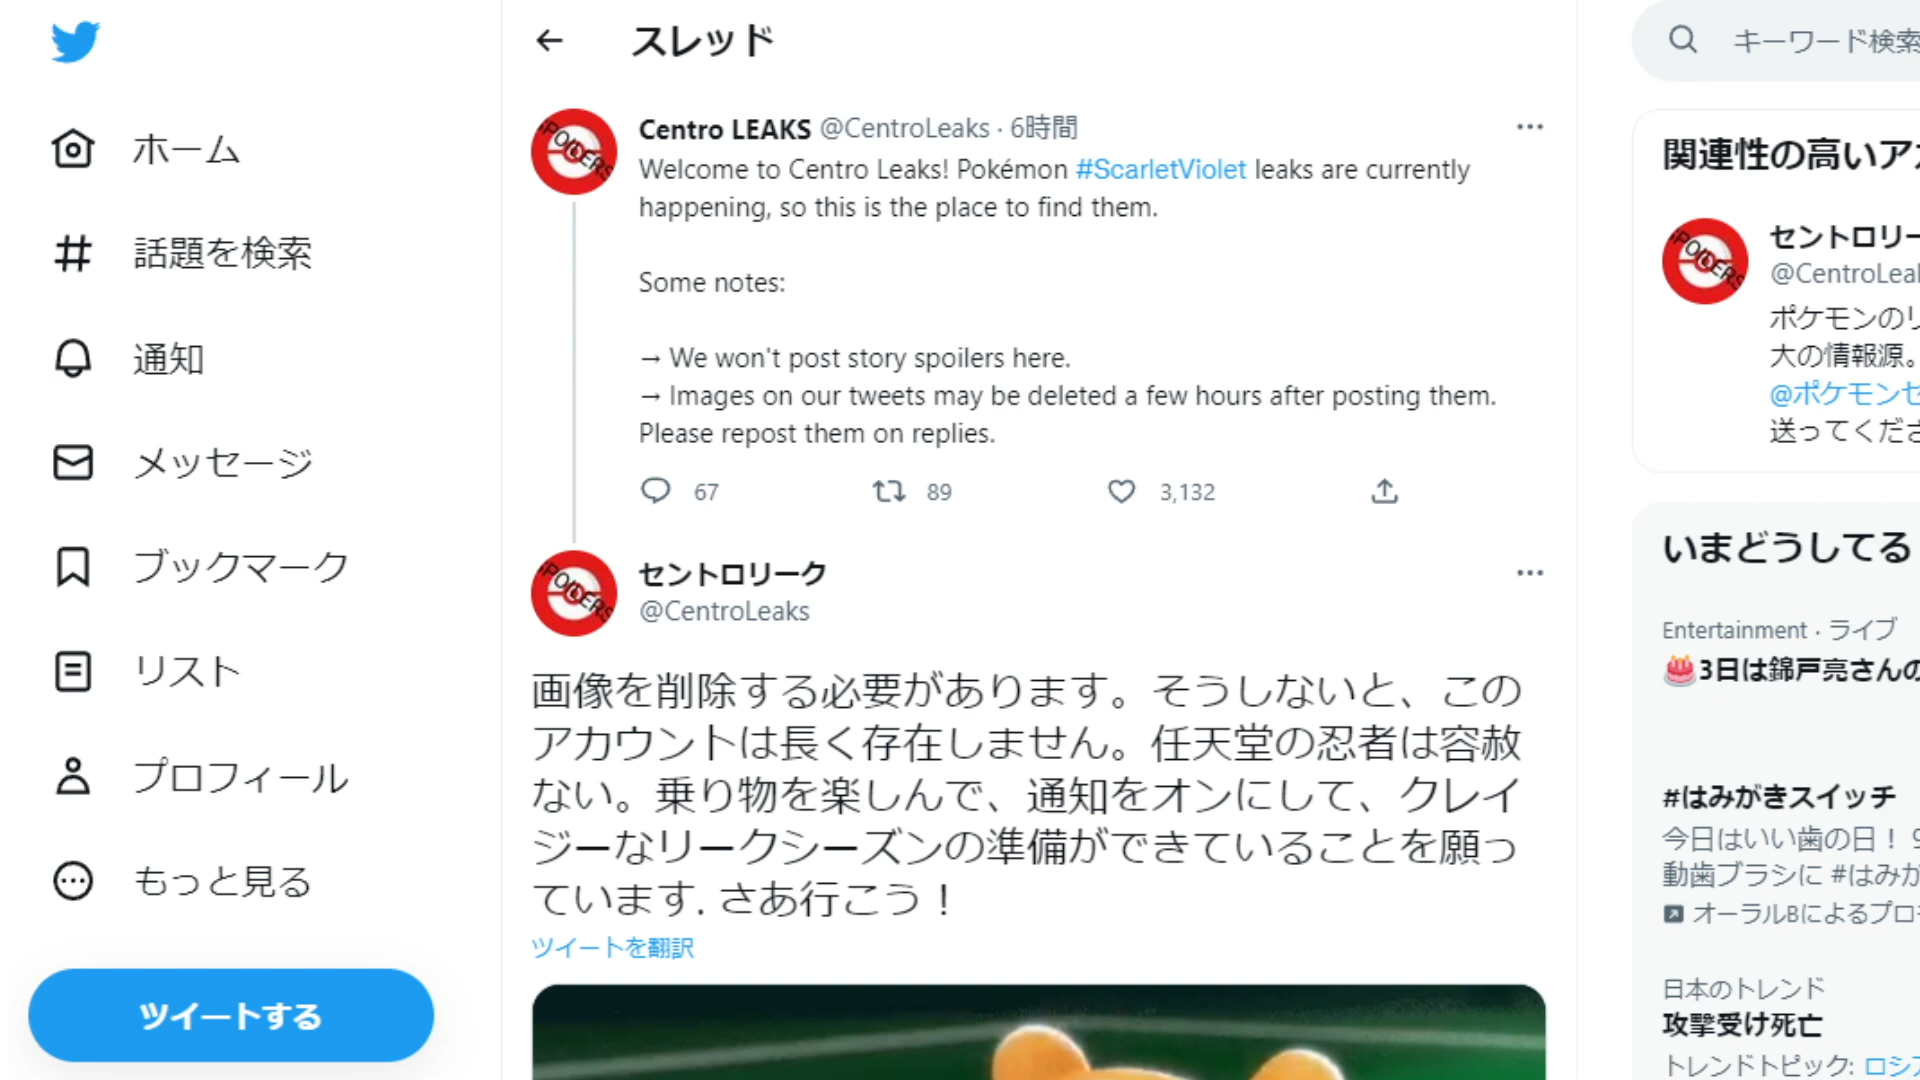 スレッド
キーワード検索
ホーム
話題を検索
通知
メッセージ
ブックマーク
リスト
プロフィール
もっと見る
ツイートする
Centro LEAKS @CentroLeaks · 6時間
Welcome to Centro Leaks! Pokémon #ScarletViolet leaks are currently
happening, so this is the place to find them.
Some notes:
→ We won't post story spoilers here.
→ Images on our tweets may be deleted a few hours after posting them.
Please repost them on replies.
67 89 3,132
セントロリーク
@CentroLeaks
画像を削除する必要があります。そうしないと、この
アカウントは長く存在しません。任天堂の忍者は容赦
ない。乗り物を楽しんで、通知をオンにして、クレイ
ジーなリークシーズンの準備ができていることを願っ
ています. さあ行こう！
ツイートを翻訳
関連性の高いア
セントロリー
@CentroLea
ポケモンのリ
大の情報源。
@ポケモンセ
送ってくださ
いまどうしてる
Entertainment · ライブ
🎂3日は錦戸亮さんの
#はみがきスイッチ
今日はいい歯の日！ 9
動歯ブラシに #はみが
オーラルBによるプロモ
日本のトレンド
攻撃受け死亡
トレンドトピック: ロシア